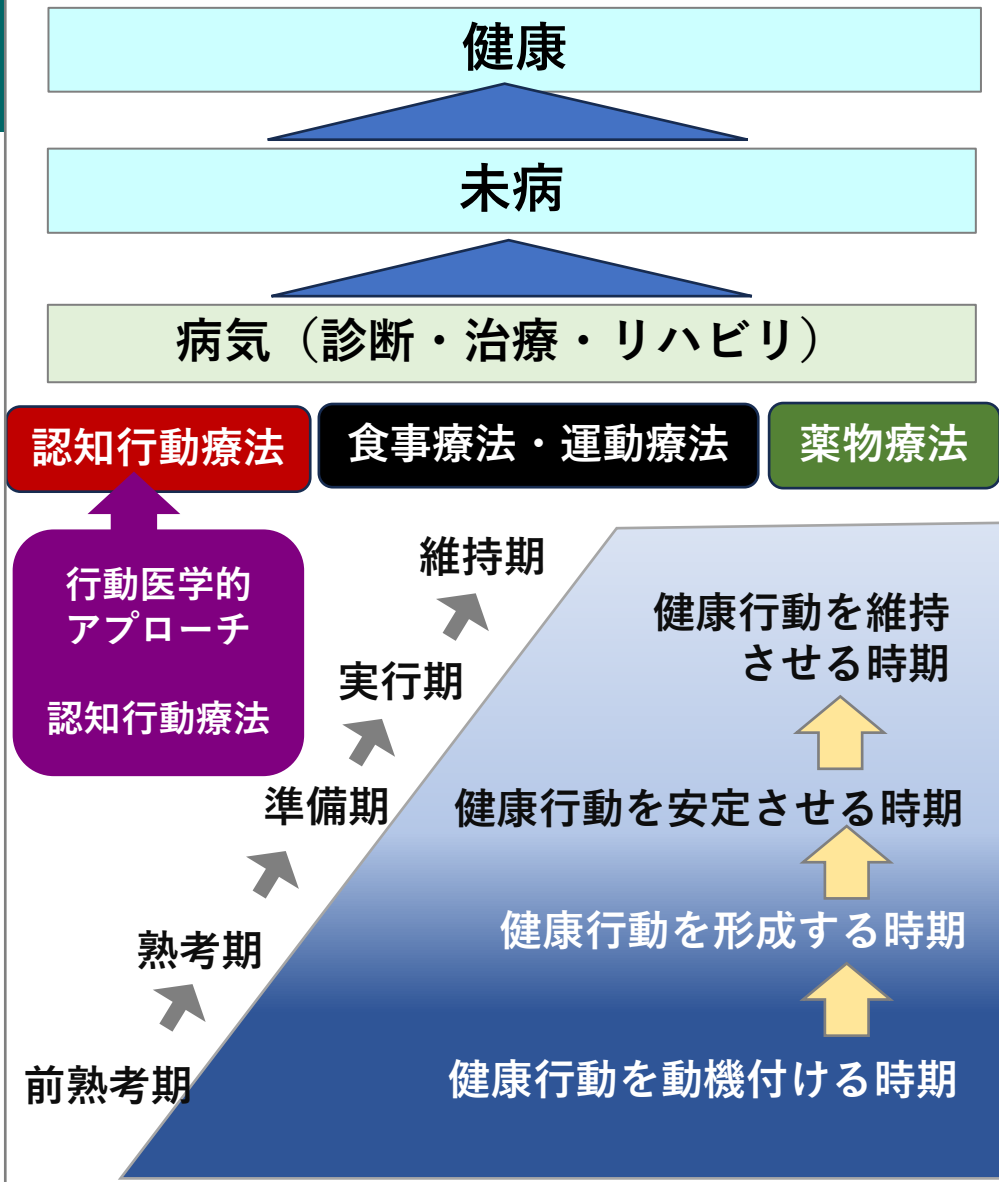 健康
未病
病気（診断・治療・リハビリ）
認知行動療法
食事療法・運動療法
薬物療法
行動医学的
アプローチ
認知行動療法
維持期
実行期
準備期
熟考期
前熟考期
健康行動を維持
させる時期
健康行動を安定させる時期
健康行動を形成する時期
健康行動を動機付ける時期